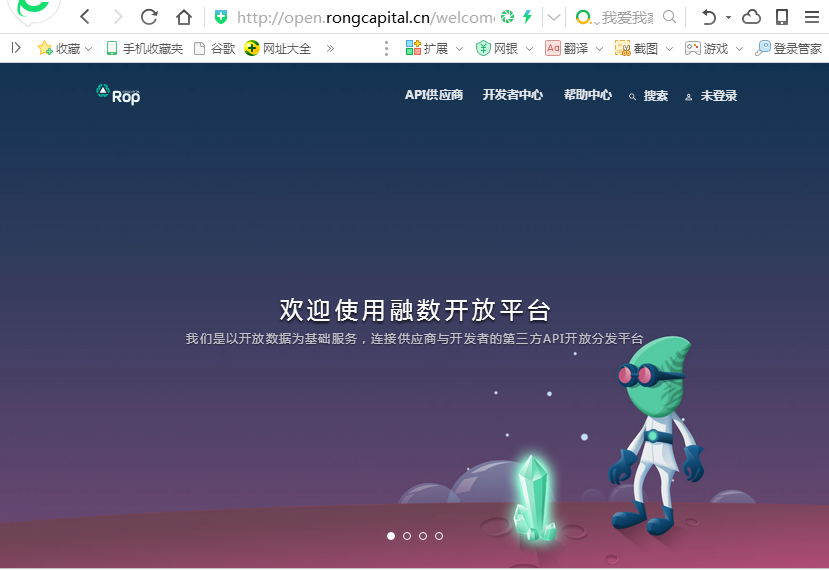 http://open.rongcapital.cn/welcome
我爱我家
收藏 手机收藏夹 谷歌 网址大全 » 扩展 网银 Aa 翻译 截图 游戏 登录管家
Rop API供应商 开发者中心 帮助中心 搜索 未登录
欢迎使用融数开放平台
我们是以开放数据为基础服务，连接供应商与开发者的第三方API开放分发平台